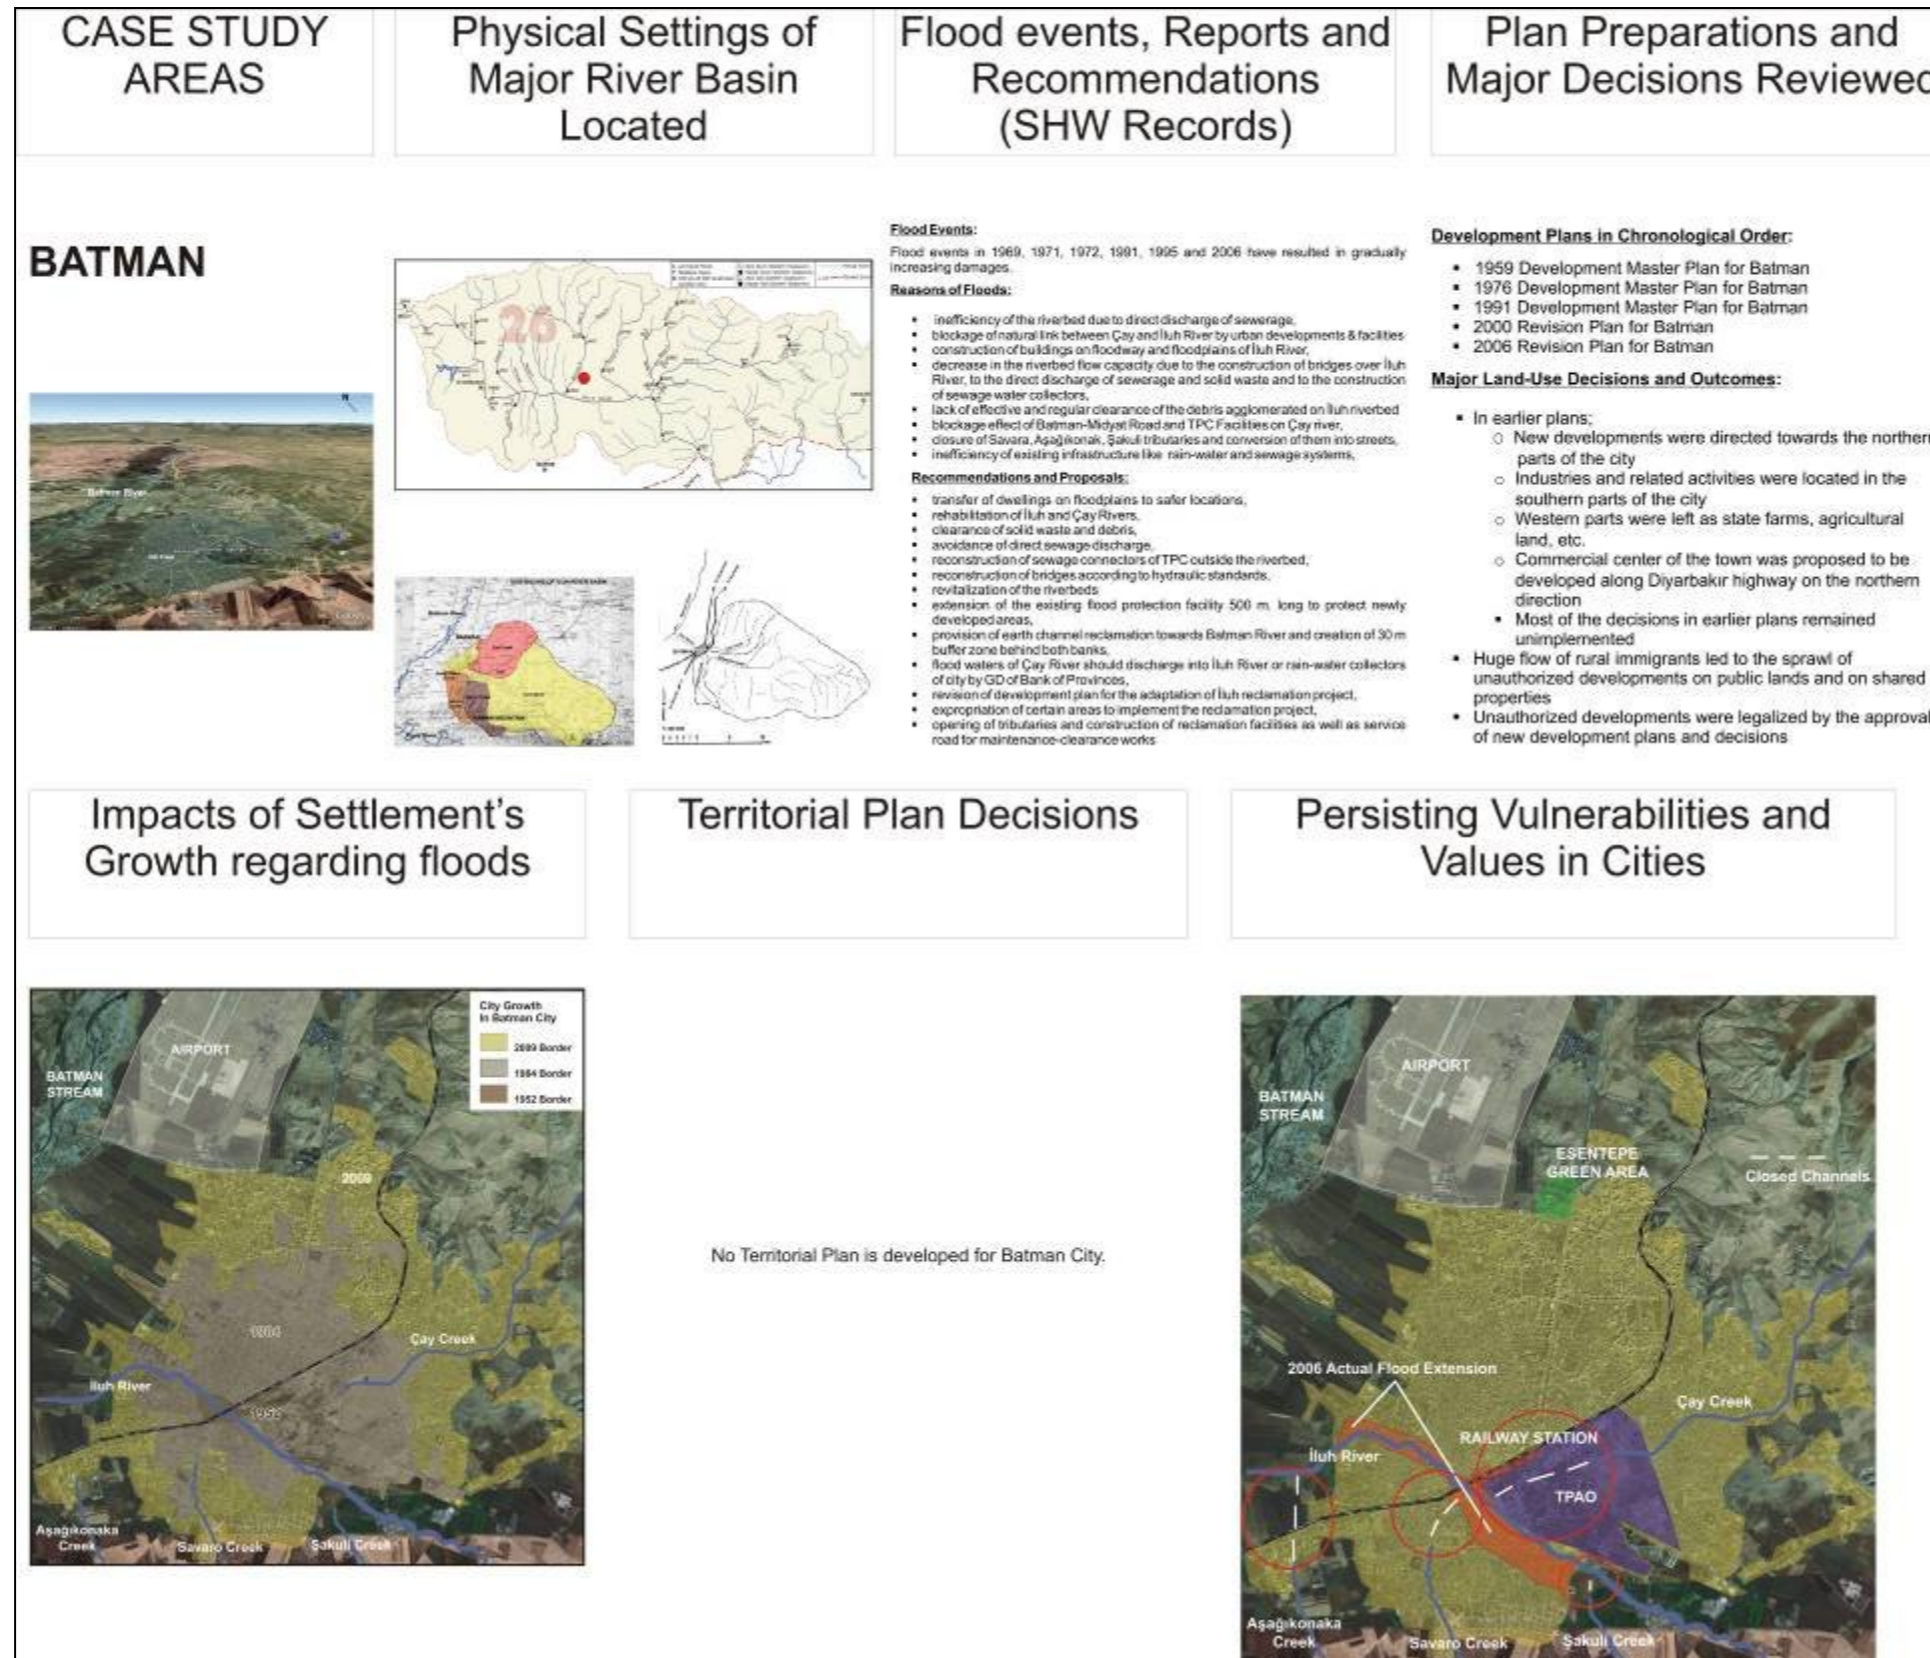 CASE STUDY
AREAS
Physical Settings of
Major River Basin
Located
Flood events, Reports and
Recommendations
(SHW Records)
Plan Preparations and
Major Decisions Reviewed
BATMAN
Batman River
26
Flood Events:
Flood events in 1969, 1971, 1972, 1991, 1995 and 2006 have resulted in gradually
increasing damages.
Reasons of Floods:
▪ inefficiency of the riverbed due to direct discharge of sewerage,
▪ blockage of natural link between Çay and İluh River by urban developments & facilities
▪ construction of buildings on floodway and floodplains of İluh River,
▪ decrease in the riverbed flow capacity due to the construction of bridges over İluh
River, to the direct discharge of sewerage and solid waste and to the construction
of sewage water collectors,
▪ lack of effective and regular clearance of the debris agglomerated on İluh riverbed
▪ blockage effect of Batman-Midyat Road and TPC Facilities on Çay river,
▪ closure of Savara, Aşağıkonak, Şakuli tributaries and conversion of them into streets,
▪ inefficiency of existing infrastructure like rain-water and sewage systems,
Recommendations and Proposals:
▪ transfer of dwellings on floodplains to safer locations,
▪ rehabilitation of İluh and Çay Rivers,
▪ clearance of solid waste and debris,
▪ avoidance of direct sewage discharge,
▪ reconstruction of sewage connectors of TPC outside the riverbed,
▪ reconstruction of bridges according to hydraulic standards,
▪ revitalization of the riverbeds
▪ extension of the existing flood protection facility 500 m. long to protect newly
developed areas,
▪ provision of earth channel reclamation towards Batman River and creation of 30 m
buffer zone behind both banks,
▪ flood waters of Çay River should discharge into İluh River or rain-water collectors
of city by GD of Bank of Provinces,
▪ revision of development plan for the adaptation of İluh reclamation project,
▪ expropriation of certain areas to implement the reclamation project,
▪ opening of tributaries and construction of reclamation facilities as well as service
road for maintenance-clearance works
Development Plans in Chronological Order:
▪ 1959 Development Master Plan for Batman
▪ 1976 Development Master Plan for Batman
▪ 1991 Development Master Plan for Batman
▪ 2000 Revision Plan for Batman
▪ 2006 Revision Plan for Batman
Major Land-Use Decisions and Outcomes:
▪ In earlier plans;
○ New developments were directed towards the northern
parts of the city
○ Industries and related activities were located in the
southern parts of the city
○ Western parts were left as state farms, agricultural
land, etc.
○ Commercial center of the town was proposed to be
developed along Diyarbakır highway on the northern
direction
▪ Most of the decisions in earlier plans remained
unimplemented
▪ Huge flow of rural immigrants led to the sprawl of
unauthorized developments on public lands and on shared
properties
▪ Unauthorized developments were legalized by the approval
of new development plans and decisions
Impacts of Settlement's
Growth regarding floods
Territorial Plan Decisions
Persisting Vulnerabilities and
Values in Cities
City Growth
In Batman City
2009 Border
1984 Border
1952 Border
AIRPORT
BATMAN
STREAM
2009
1984
Çay Creek
İluh River
1952
Aşağıkonaka
Creek
Savaro Creek
Şakuli Creek
No Territorial Plan is developed for Batman City.
AIRPORT
BATMAN
STREAM
ESENTEPE
GREEN AREA
Closed Channels
2006 Actual Flood Extension
Çay Creek
RAILWAY STATION
İluh River
TPAO
Aşağıkonaka
Creek
Savaro Creek
Şakuli Creek